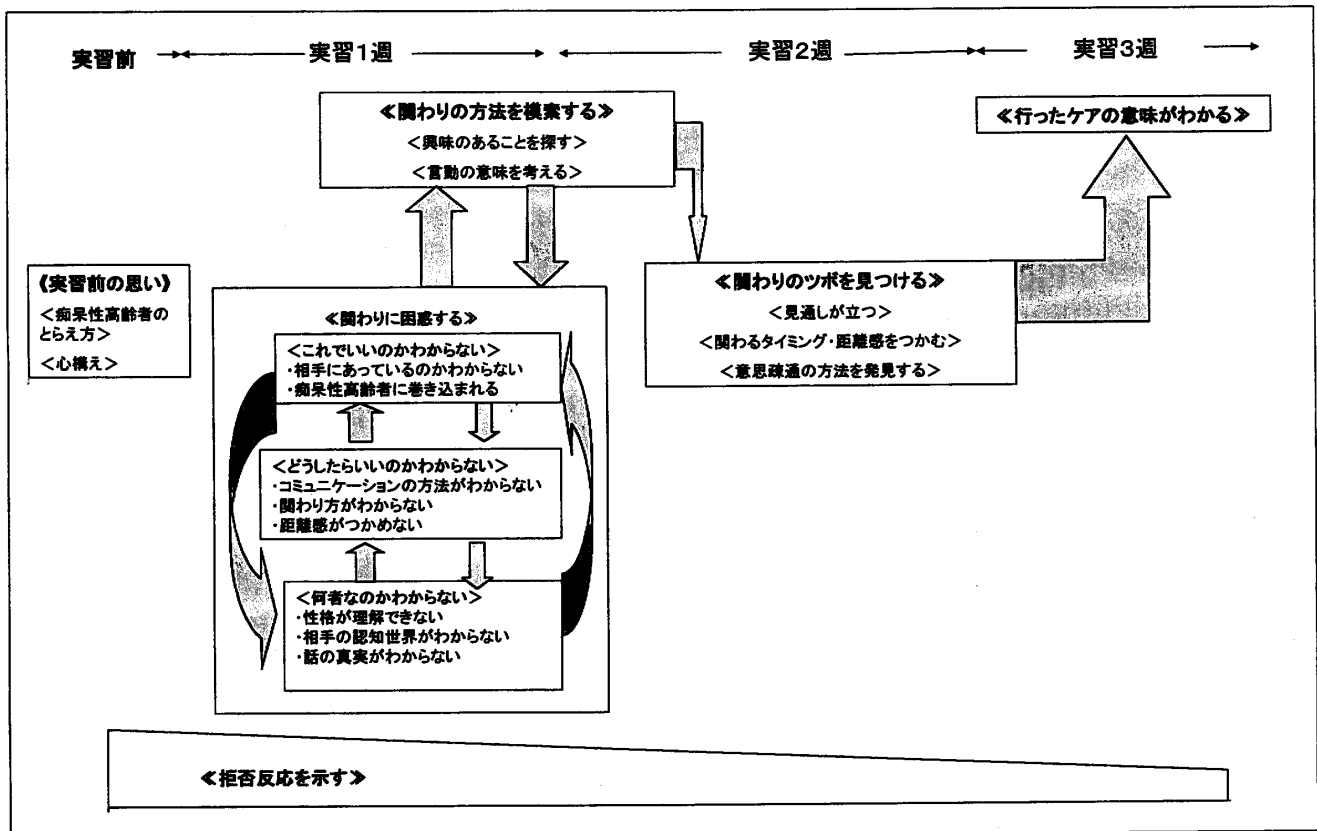 実習前
実習1週
実習2週
実習3週
≪関わりの方法を模索する≫
<興味のあることを探す>
<言動の意味を考える>
≪行ったケアの意味がわかる≫
《実習前の思い》
<痴呆性高齢者の
とらえ方>
<心構え>
≪関わりに困惑する≫
<これでいいのかわからない>
・相手にあっているのかわからない
・痴呆性高齢者に巻き込まれる
<どうしたらいいのかわからない>
・コミュニケーションの方法がわからない
・関わり方がわからない
・距離感がつかめない
<何者なのかわからない>
・性格が理解できない
・相手の認知世界がわからない
・話の真実がわからない
≪関わりのツボを見つける≫
<見通しが立つ>
<関わるタイミング・距離感をつかむ>
<意思疎通の方法を発見する>
≪拒否反応を示す≫